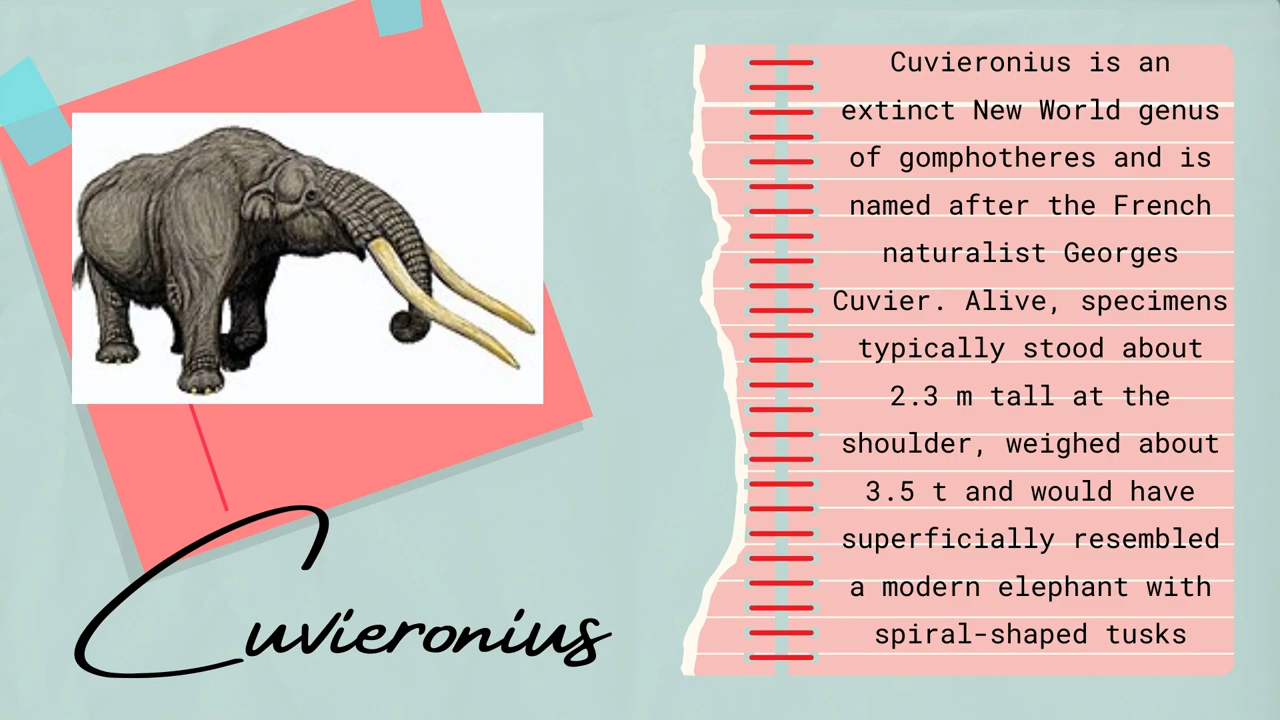 Cuvieronius is an
extinct New World genus
of gomphotheres and is
named after the French
naturalist Georges
Cuvier. Alive, specimens
typically stood about
2.3 m tall at the
shoulder, weighed about
3.5 t and would have
superficially resembled
a modern elephant with
spiral-shaped tusks
Cuvieronius